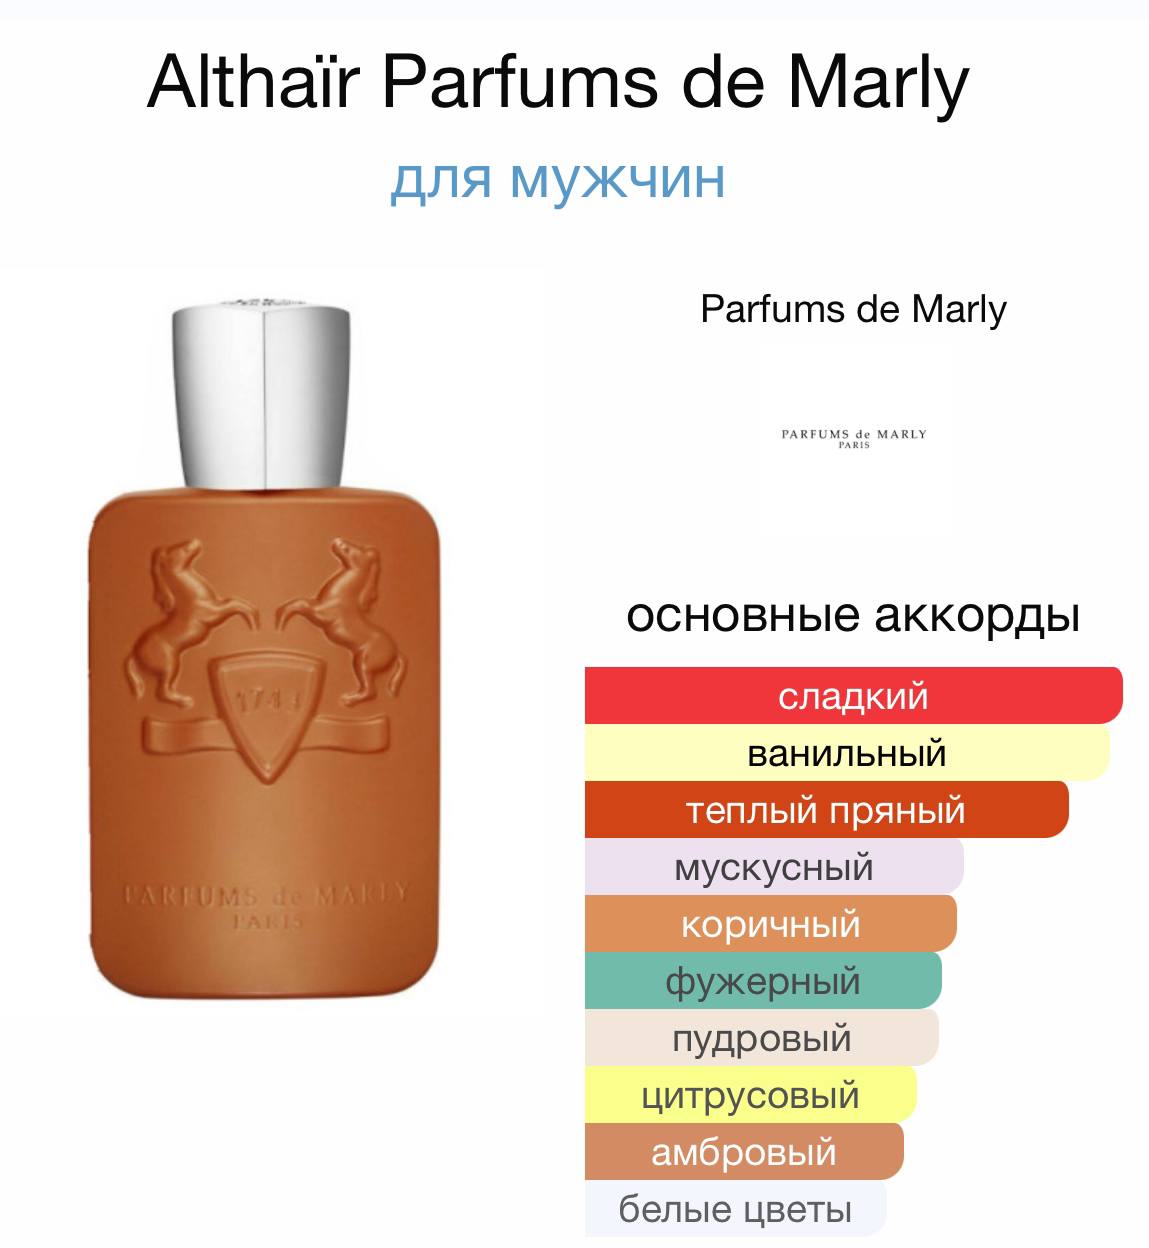 Althaïr Parfums de Marly
для мужчин
Parfums de Marly
PARFUMS de MARLY
PARIS
1743
PARFUMS de MARLY
PARIS
основные аккорды
сладкий
ванильный
теплый пряный
мускусный
коричный
фужерный
пудровый
цитрусовый
амбровый
белые цветы